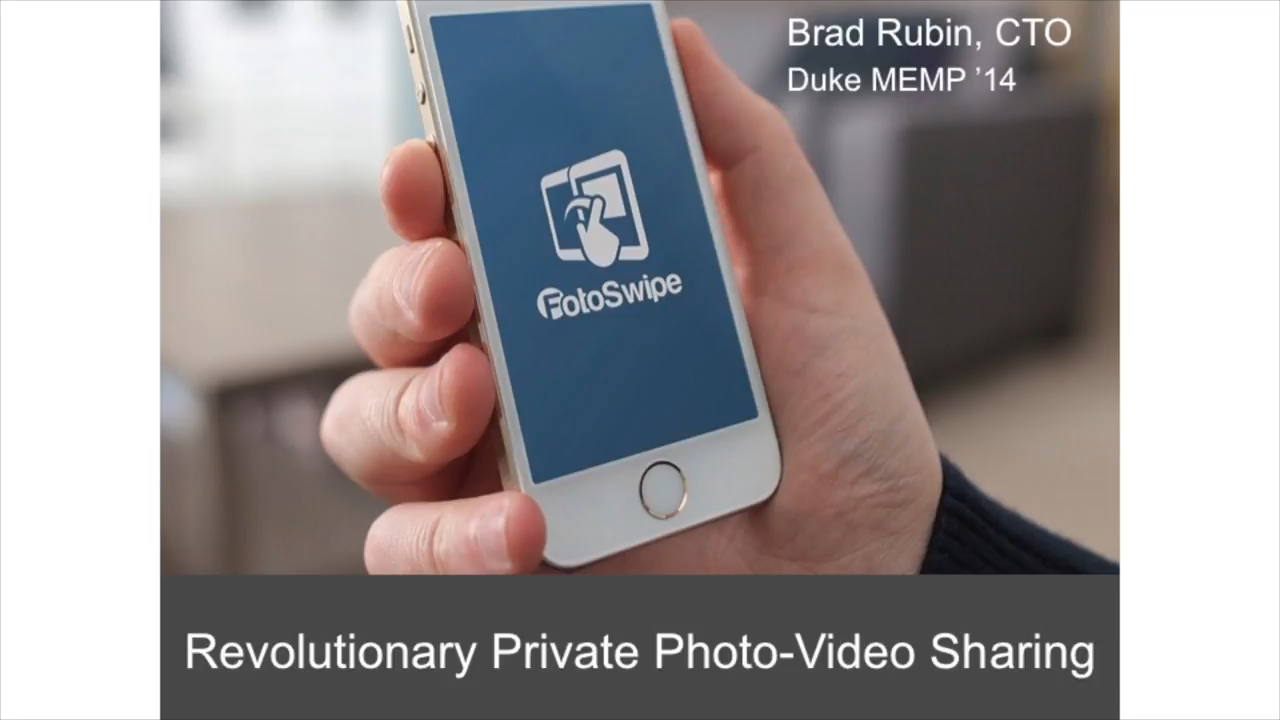 Brad Rubin, CTO
Duke MEMP ’14
FotoSwipe
Revolutionary Private Photo-Video Sharing